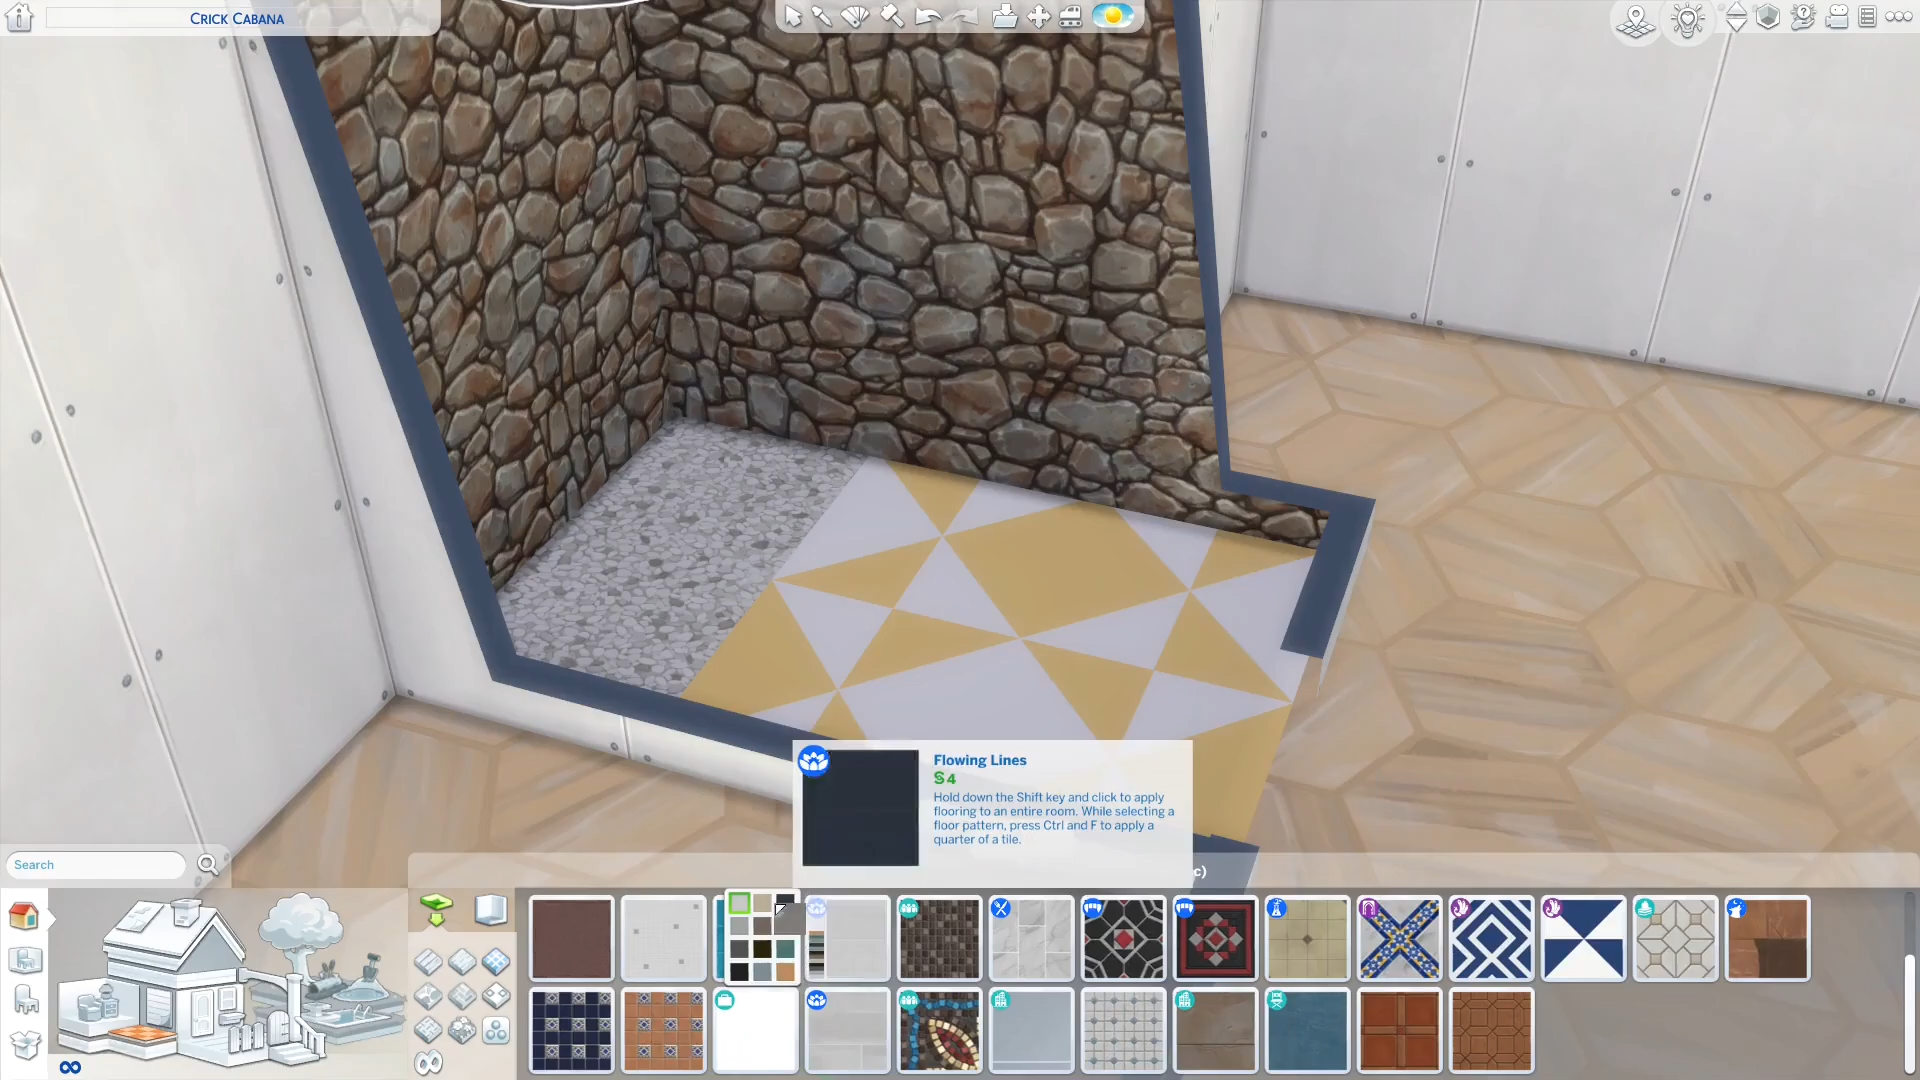 Crick Cabana
Flowing Lines
§4
Hold down the Shift key and click to apply
flooring to an entire room. While selecting a
floor pattern, press Ctrl and F to apply a
quarter of a tile.
Search
c)